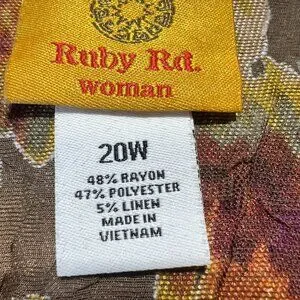 Ruby Rd.
woman
20W
48% RAYON
47% POLYESTER
5% LINEN
MADE IN
VIETNAM